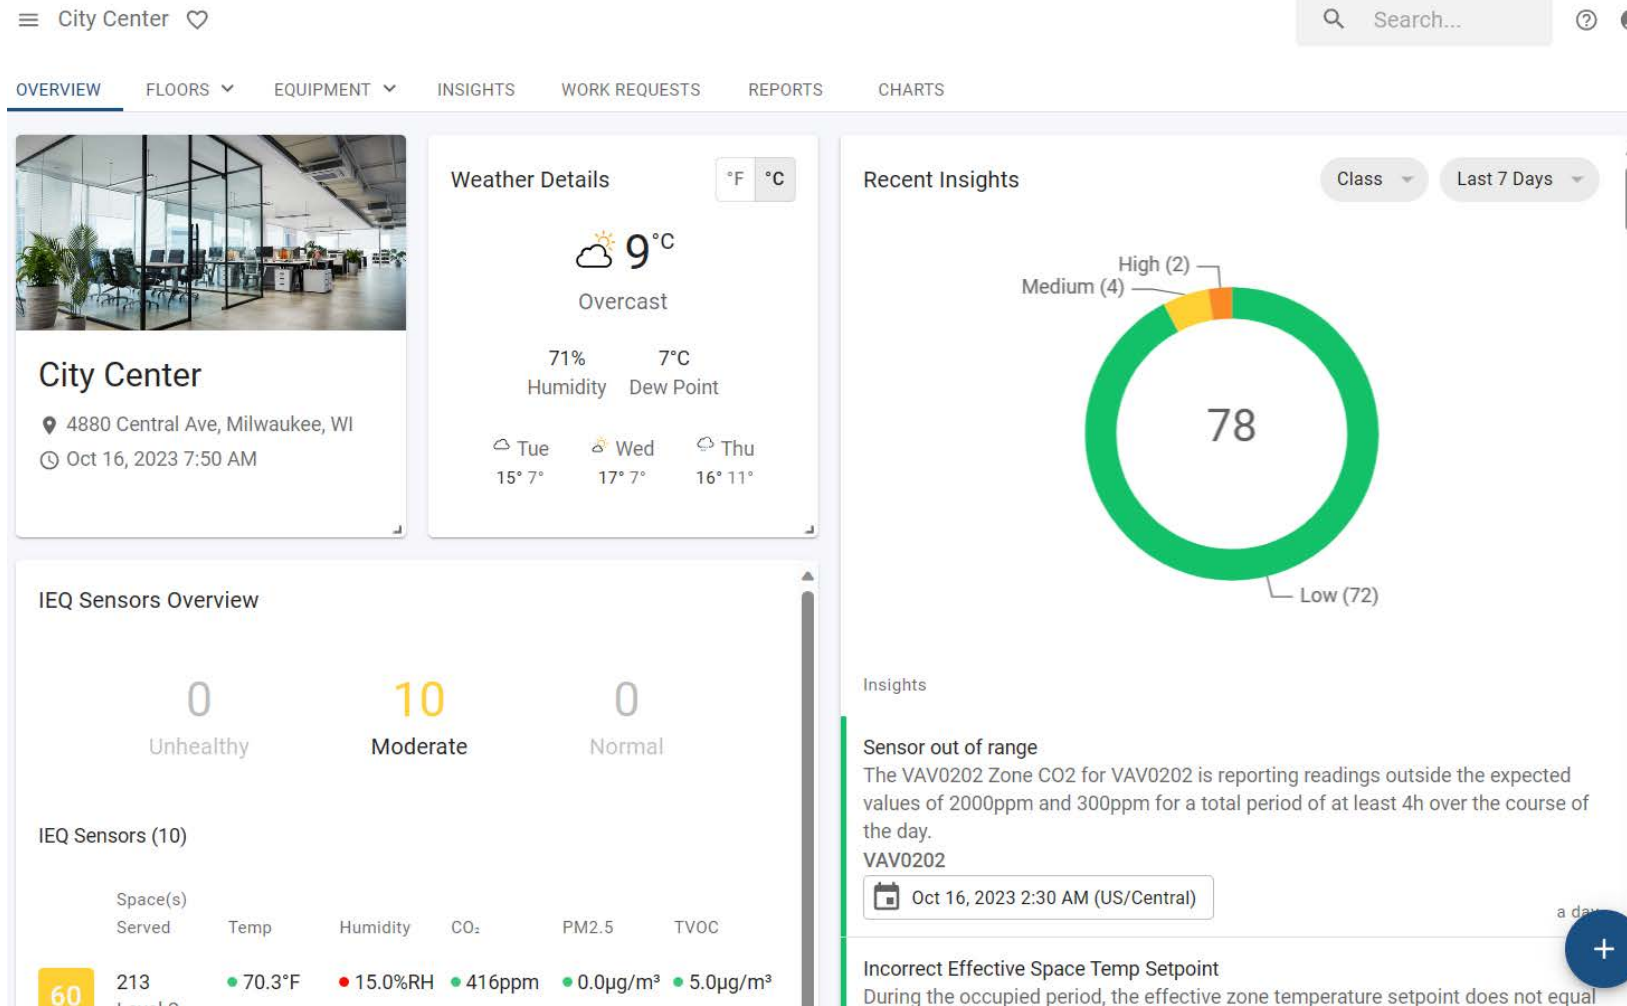 City Center
Search...
OVERVIEW
FLOORS
EQUIPMENT
INSIGHTS
WORK REQUESTS
REPORTS
CHARTS
City Center
4880 Central Ave, Milwaukee, WI
Oct 16, 2023 7:50 AM
Weather Details
°F °C
9°C
Overcast
71% 7°C
Humidity Dew Point
Tue Wed Thu
15° 7° 17° 7° 16° 11°
IEQ Sensors Overview
0 10 0
Unhealthy Moderate Normal
IEQ Sensors (10)
Space(s)
Served Temp Humidity CO₂ PM2.5 TVOC
60 213 70.3°F 15.0%RH 416ppm 0.0µg/m³ 5.0µg/m³
Recent Insights
Class
Last 7 Days
High (2)
Medium (4)
78
Low (72)
Insights
Sensor out of range
The VAV0202 Zone CO2 for VAV0202 is reporting readings outside the expected
values of 2000ppm and 300ppm for a total period of at least 4h over the course of
the day.
VAV0202
Oct 16, 2023 2:30 AM (US/Central)
a day
Incorrect Effective Space Temp Setpoint
During the occupied period, the effective zone temperature setpoint does not equal